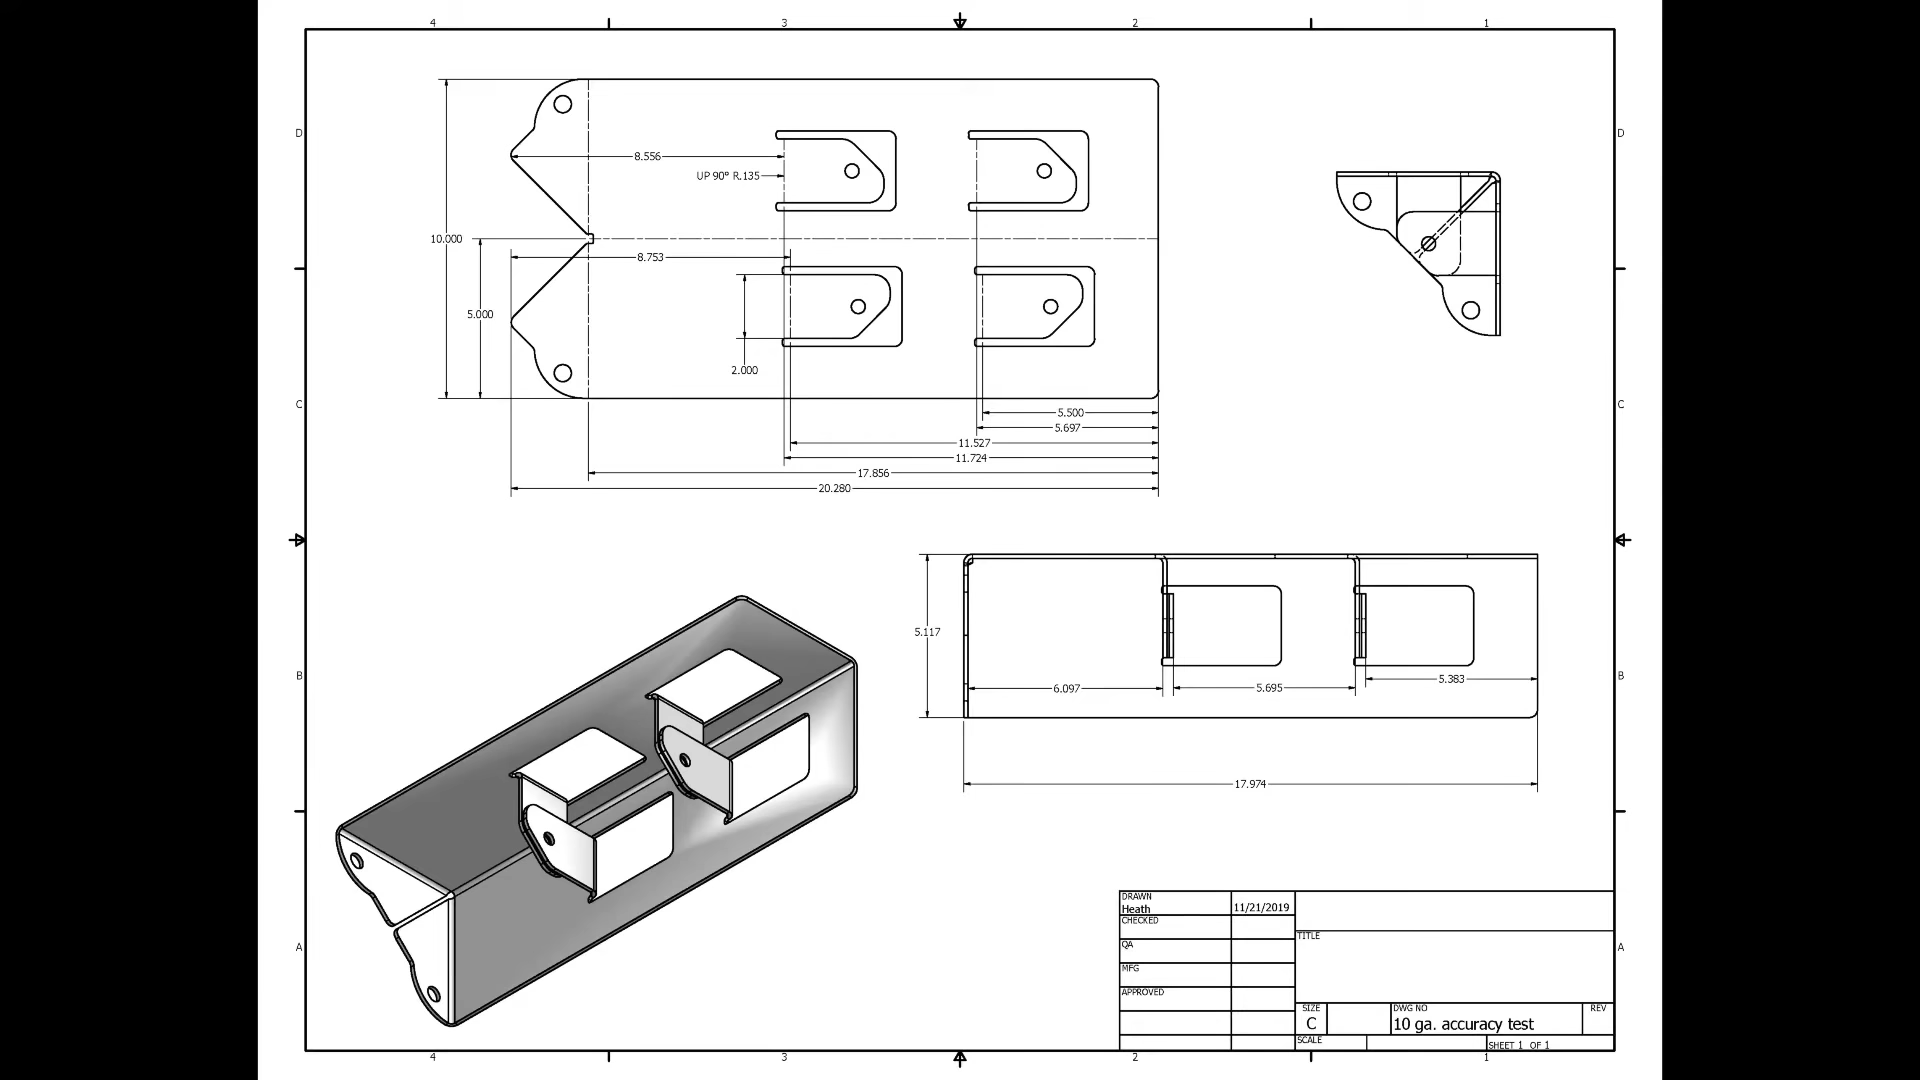 4 3 2 1
D D
8.556
UP 90° R.135
10.000
8.753
5.000
2.000
C C
5.500
5.697
11.527
11.724
17.856
20.280
5.117
B B
6.097 5.695 5.383
17.974
DRAWN
Heath 11/21/2019
CHECKED
TITLE
QA
A A
MFG
APPROVED
SIZE DWG NO REV
C 10 ga. accuracy test
SCALE
SHEET 1 OF 1
4 3 2 1